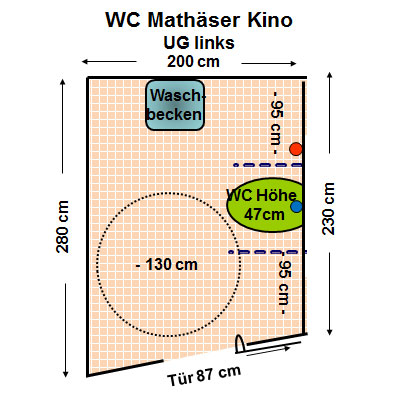 WC Mathäser Kino
UG links
200 cm
Wasch-
becken
- 95 cm -
WC Höhe
47cm
280 cm
230 cm
- 130 cm
- 95 cm -
Tür 87 cm